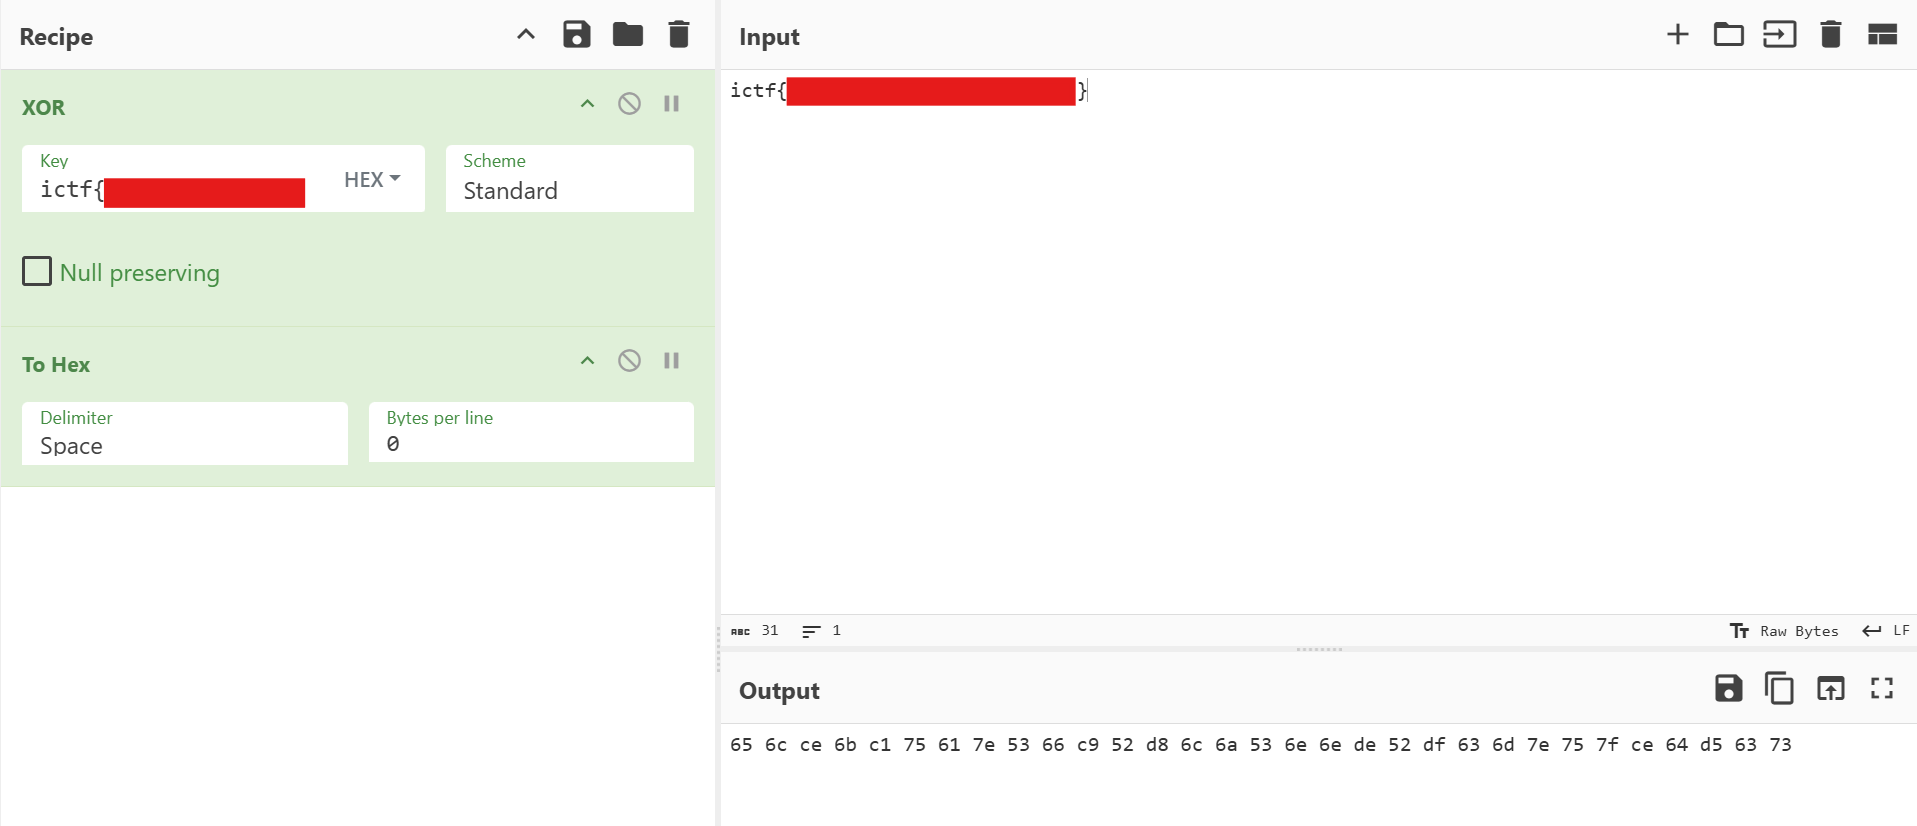 Recipe
XOR
Key
ictf{
HEX
Scheme
Standard
Null preserving
To Hex
Delimiter
Space
Bytes per line
0
Input
ictf{ }
ABC 31 1
Raw Bytes LF
Output
65 6c ce 6b c1 75 61 7e 53 66 c9 52 d8 6c 6a 53 6e 6e de 52 df 63 6d 7e 75 7f ce 64 d5 63 73